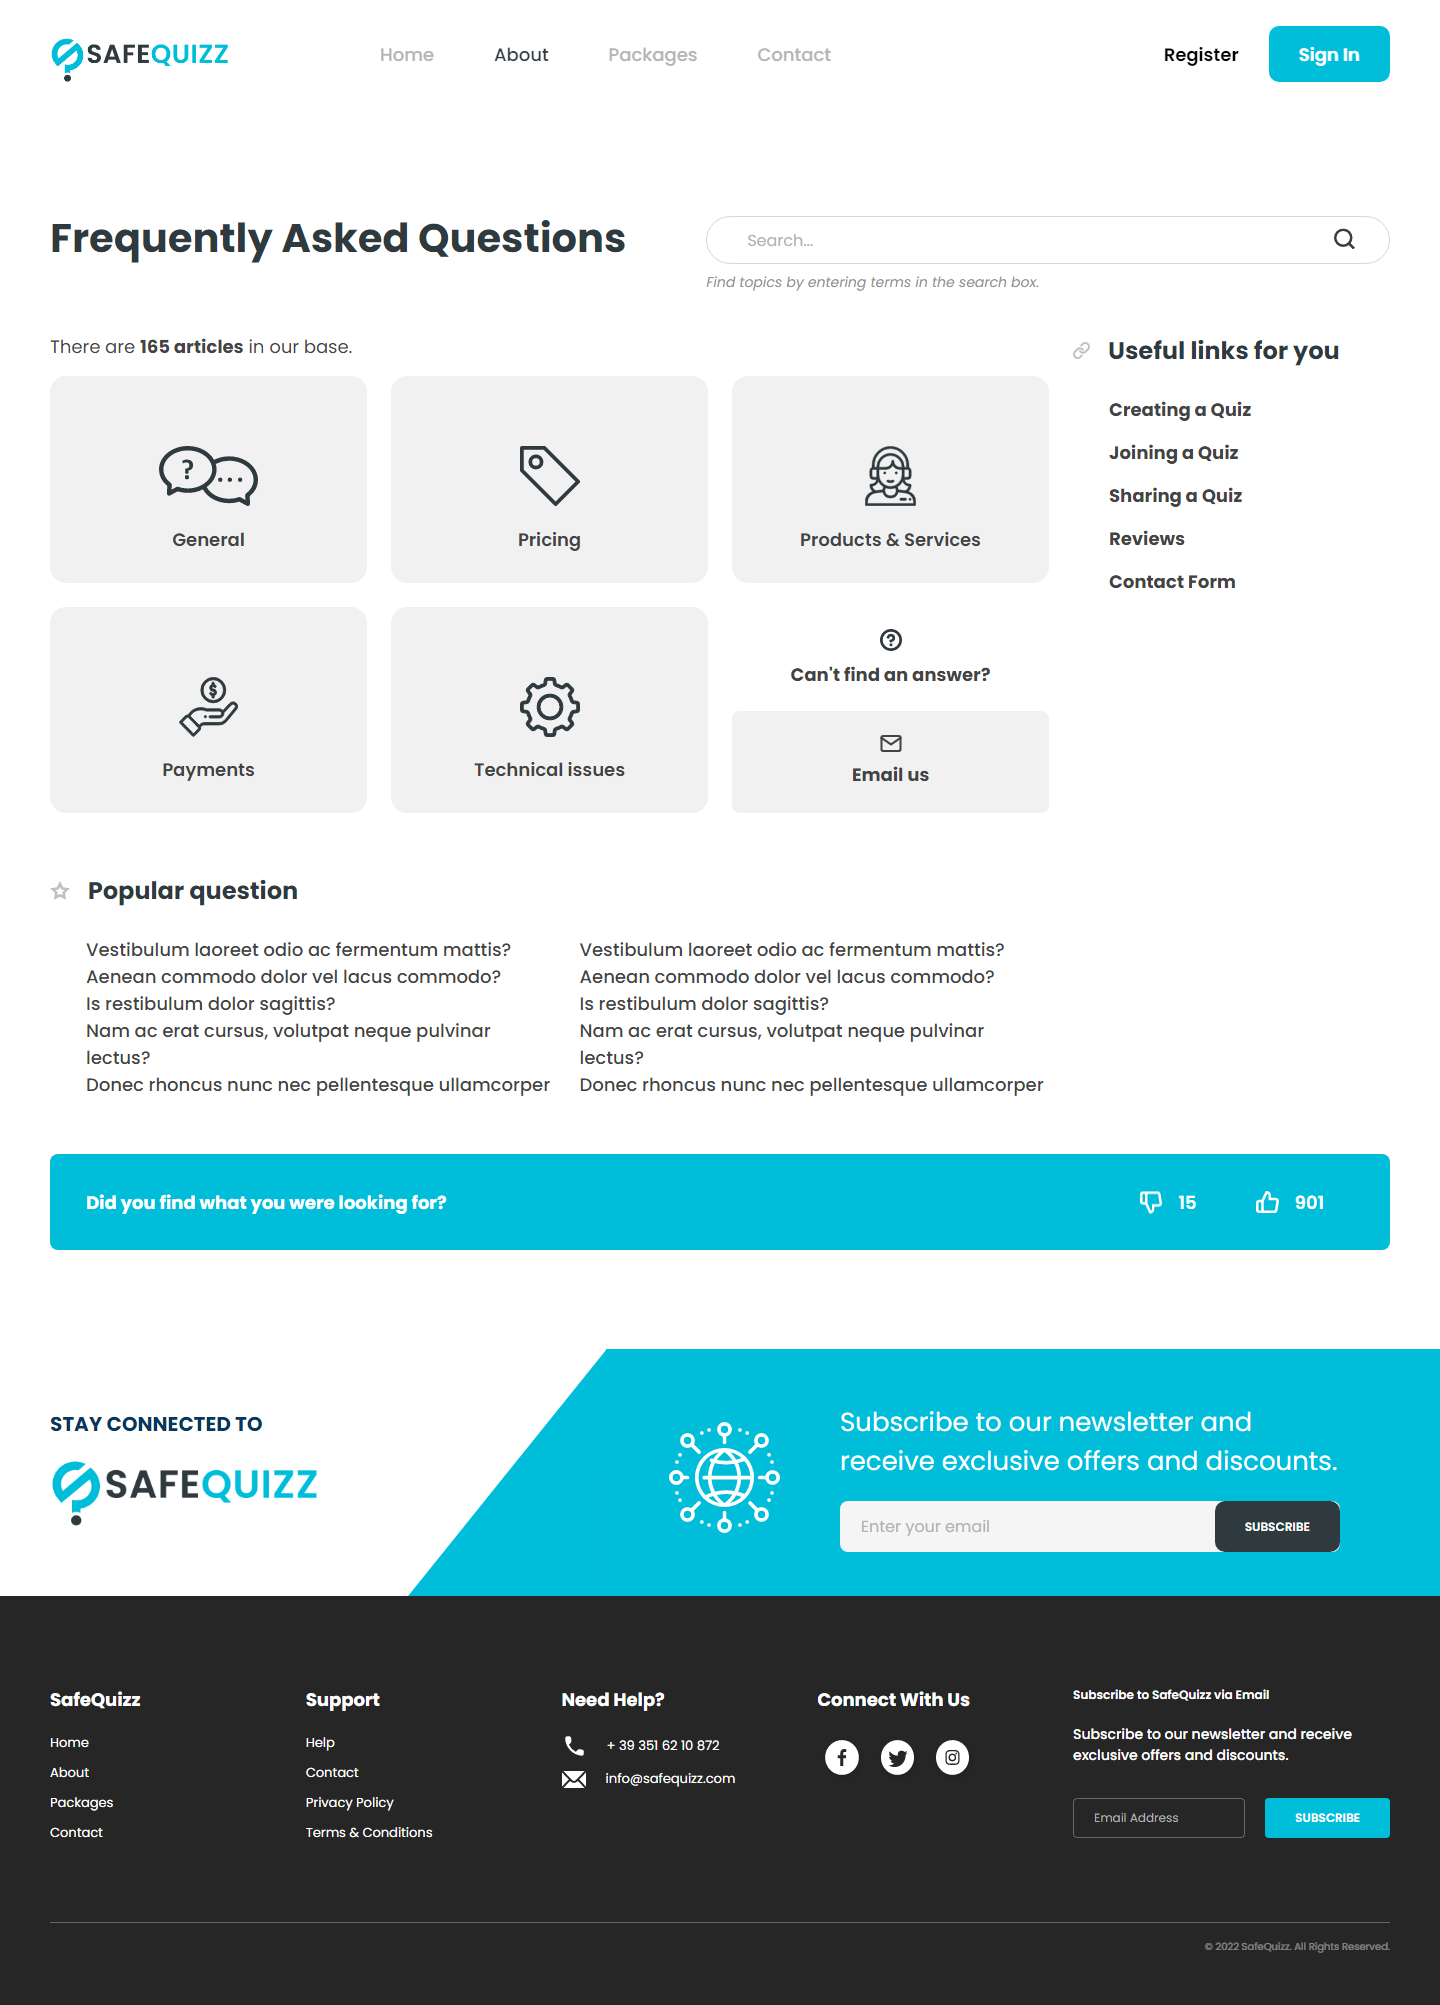 SAFEQUIZZ
Home
About
Packages
Contact
Register
Sign In
Frequently Asked Questions
Search...
Find topics by entering terms in the search box.
There are 165 articles in our base.
Useful links for you
General
Pricing
Products & Services
Creating a Quiz
Joining a Quiz
Sharing a Quiz
Reviews
Contact Form
Payments
Technical issues
Can't find an answer?
Email us
Popular question
Vestibulum laoreet odio ac fermentum mattis?
Aenean commodo dolor vel lacus commodo?
Is restibulum dolor sagittis?
Nam ac erat cursus, volutpat neque pulvinar
lectus?
Donec rhoncus nunc nec pellentesque ullamcorper
Vestibulum laoreet odio ac fermentum mattis?
Aenean commodo dolor vel lacus commodo?
Is restibulum dolor sagittis?
Nam ac erat cursus, volutpat neque pulvinar
lectus?
Donec rhoncus nunc nec pellentesque ullamcorper
Did you find what you were looking for?
15
901
STAY CONNECTED TO
SAFEQUIZZ
Subscribe to our newsletter and
receive exclusive offers and discounts.
Enter your email
SUBSCRIBE
SafeQuizz
Home
About
Packages
Contact
Support
Help
Contact
Privacy Policy
Terms & Conditions
Need Help?
+ 39 351 62 10 872
info@safequizz.com
Connect With Us
Subscribe to SafeQuizz via Email
Subscribe to our newsletter and receive
exclusive offers and discounts.
Email Address
SUBSCRIBE
© 2022 SafeQuizz. All Rights Reserved.